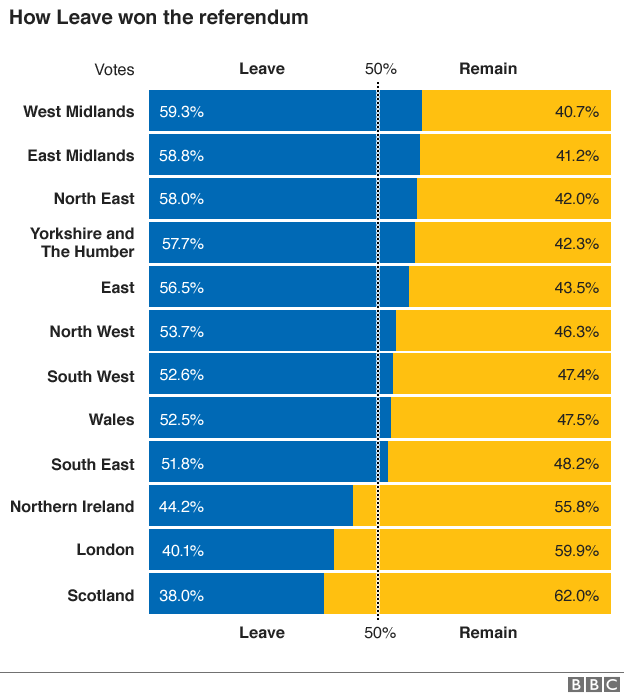 How Leave won the referendum
Votes Leave 50% Remain
West Midlands 59.3% 40.7%
East Midlands 58.8% 41.2%
North East 58.0% 42.0%
Yorkshire and
The Humber 57.7% 42.3%
East 56.5% 43.5%
North West 53.7% 46.3%
South West 52.6% 47.4%
Wales 52.5% 47.5%
South East 51.8% 48.2%
Northern Ireland 44.2% 55.8%
London 40.1% 59.9%
Scotland 38.0% 62.0%
Leave 50% Remain
BBC